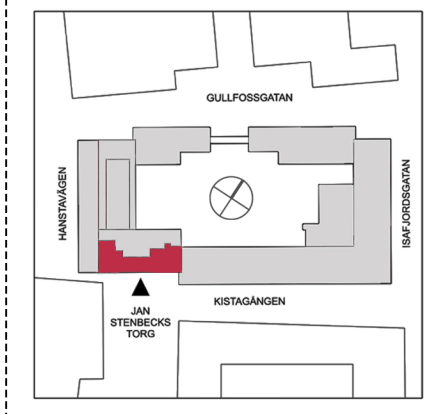 GULLFOSSGATAN
HANSTAVÄGEN
ISAFJORDSGATAN
KISTAGÅNGEN
JAN
STENBECKS
TORG